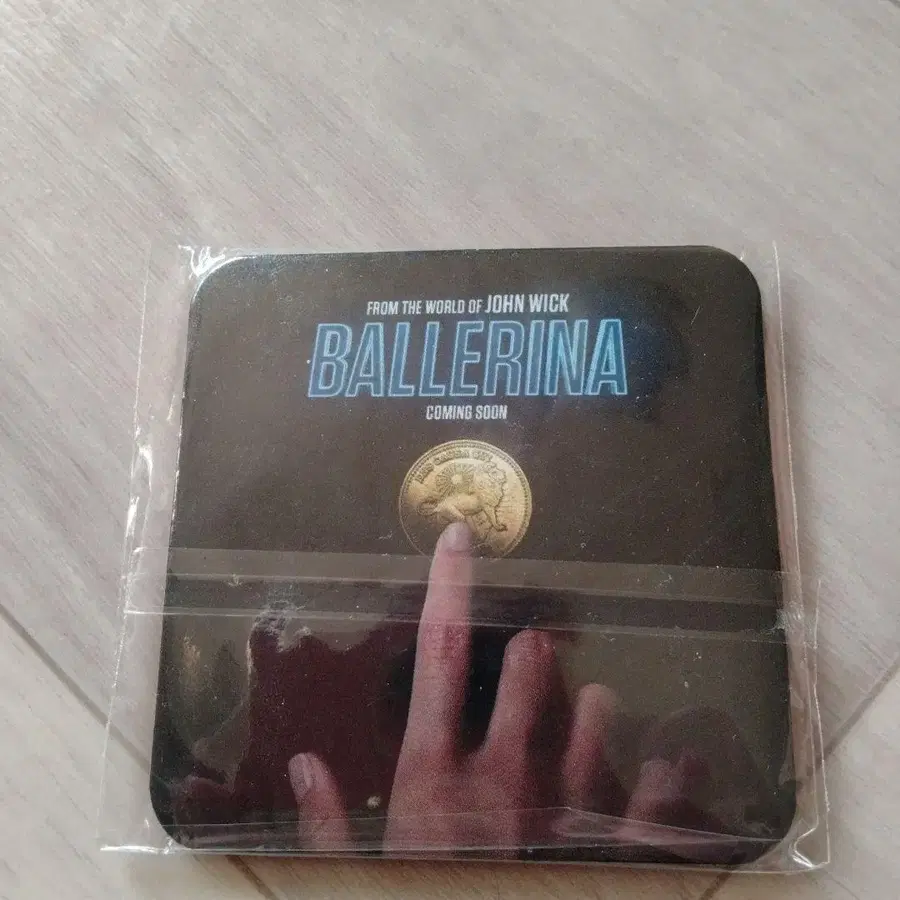 FROM THE WORLD OF JOHN WICK
BALLERINA
COMING SOON